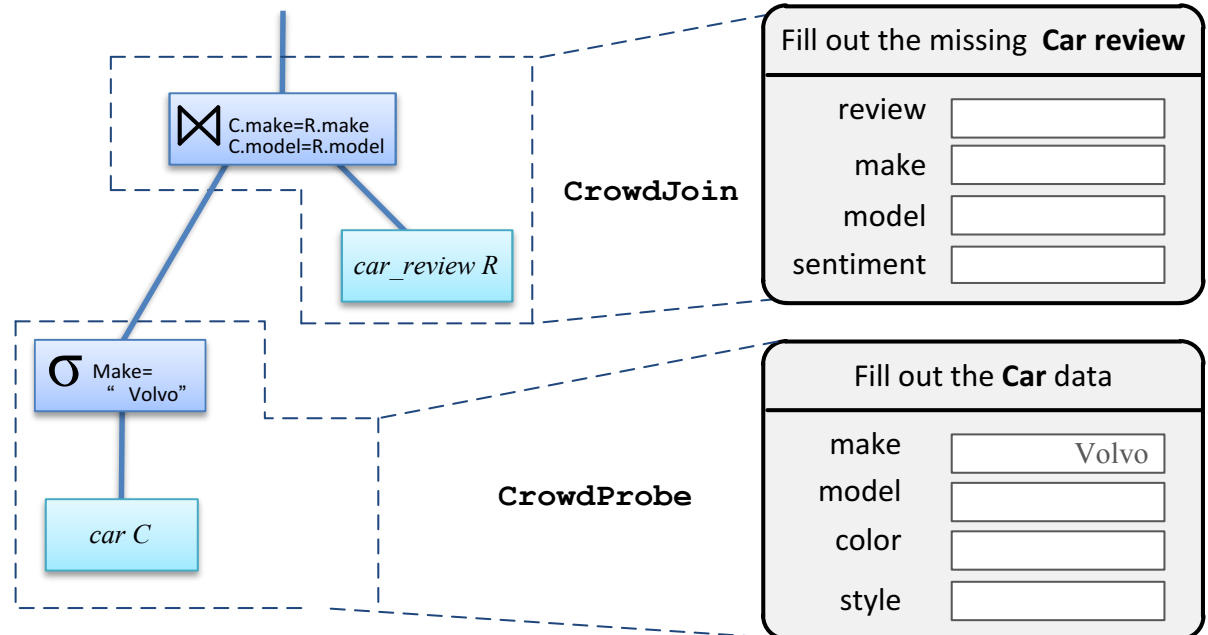 Fill out the missing Car review
⋈ C.make=R.make
C.model=R.model
review
make
CrowdJoin
model
car_review R
sentiment
σ Make=
“ Volvo”
Fill out the Car data
make Volvo
model
CrowdProbe
color
car C
style